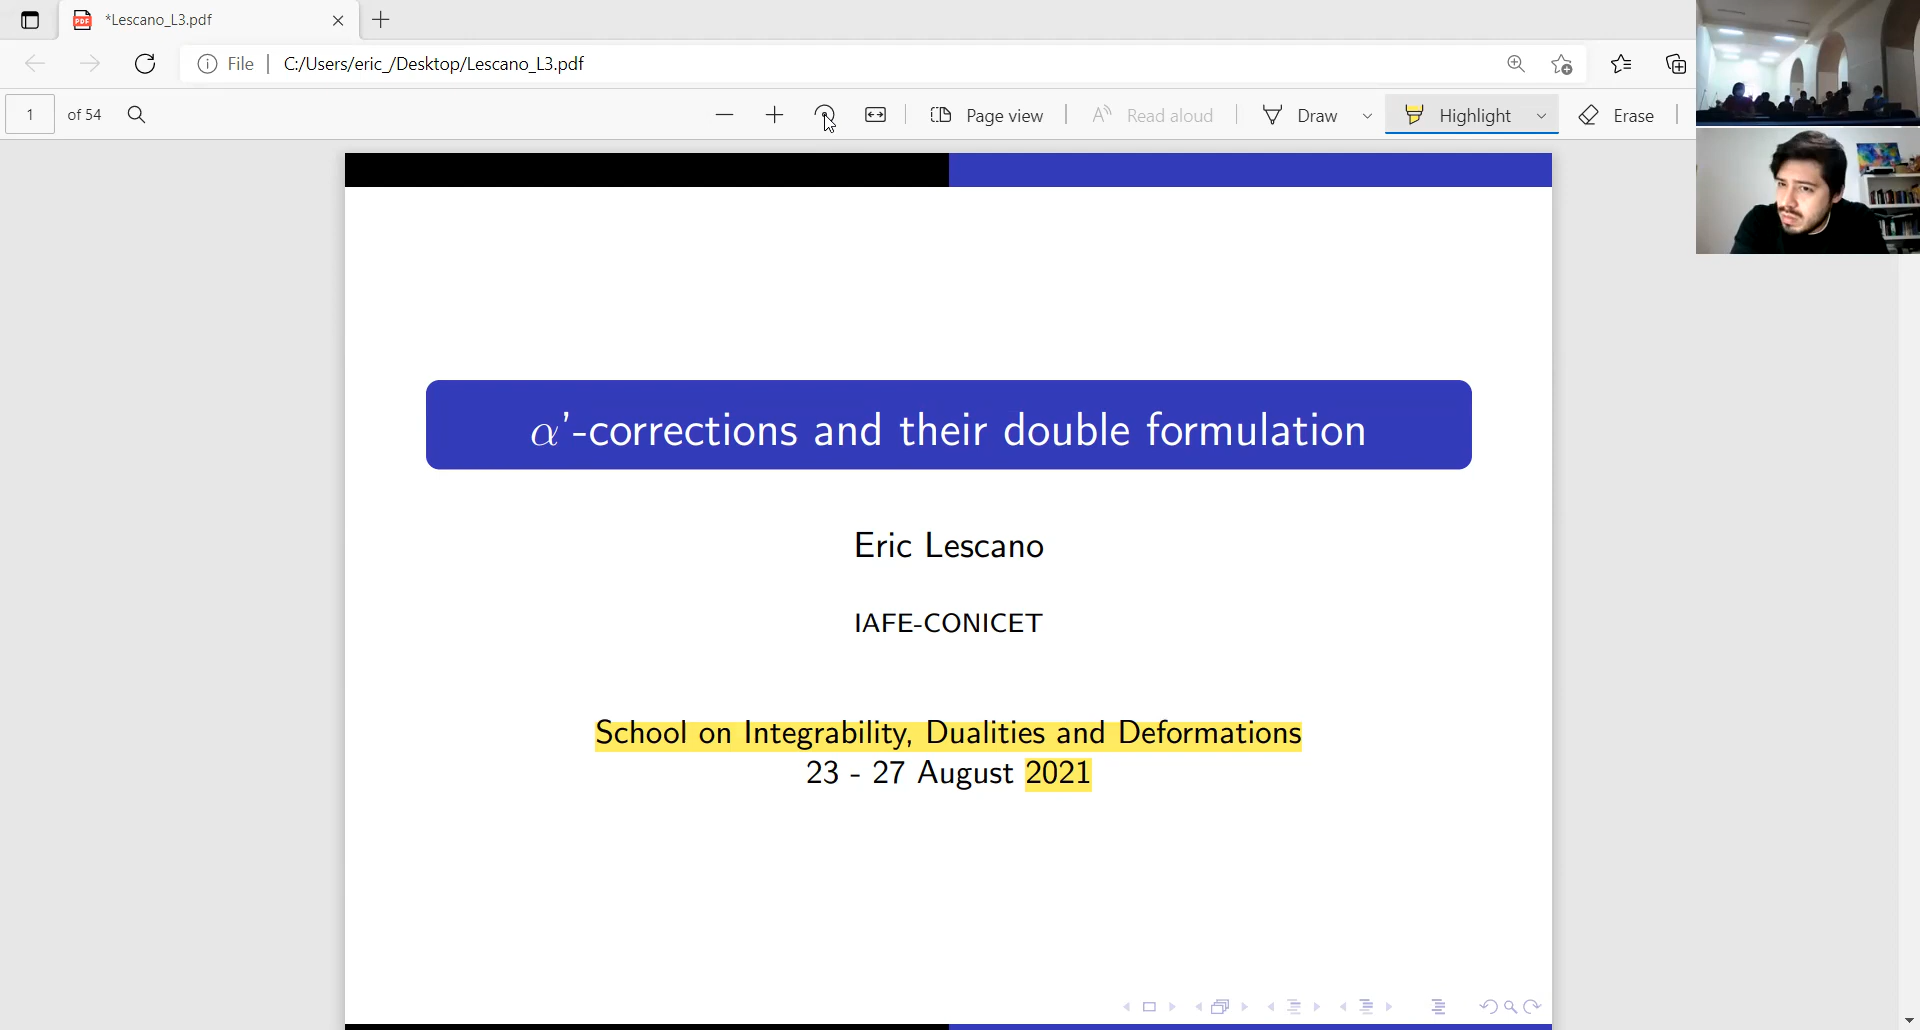 *Lescano_L3.pdf
File
C:/Users/eric_/Desktop/Lescano_L3.pdf
1 of 54
Page view
Read aloud
Draw
Highlight
Erase
α'-corrections and their double formulation
Eric Lescano
IAFE-CONICET
School on Integrability, Dualities and Deformations
23 - 27 August 2021